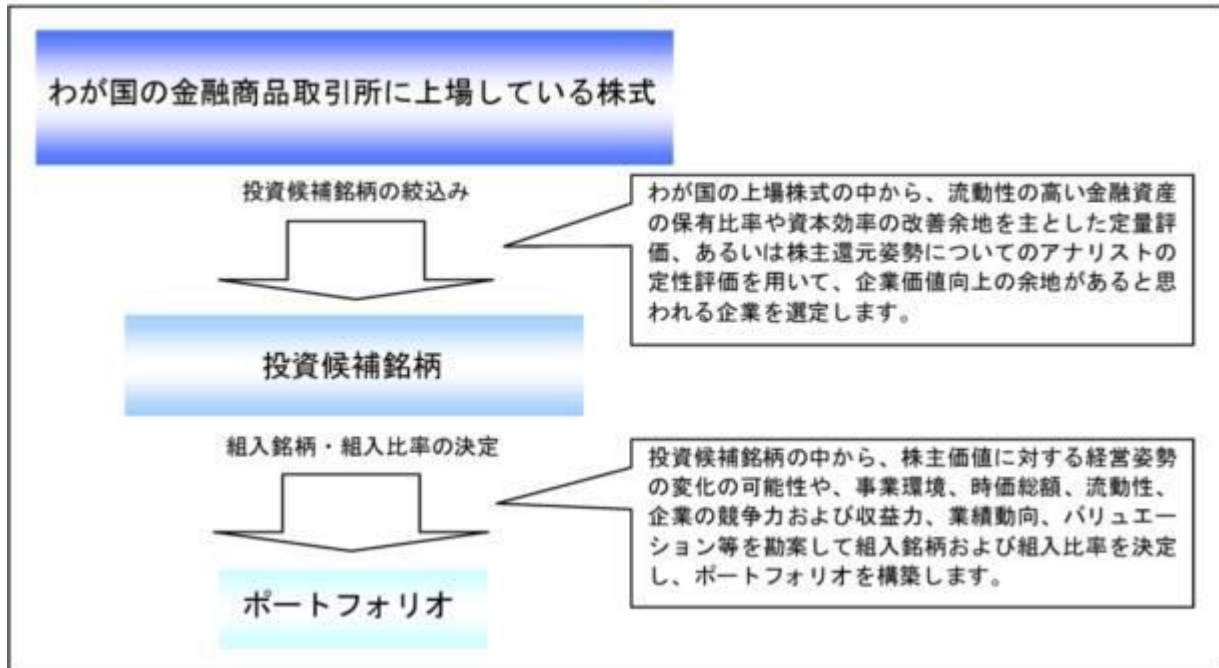 わが国の金融商品取引所に上場している株式
投資候補銘柄の絞込み
わが国の上場株式の中から、流動性の高い金融資産
の保有比率や資本効率の改善余地を主とした定量評
価、あるいは株主還元姿勢についてのアナリストの
定性評価を用いて、企業価値向上の余地があると思
われる企業を選定します。
投資候補銘柄
組入銘柄・組入比率の決定
投資候補銘柄の中から、株主価値に対する経営姿勢
の変化の可能性や、事業環境、時価総額、流動性、
企業の競争力および収益力、業績動向、バリュエー
ション等を勘案して組入銘柄および組入比率を決定
し、ポートフォリオを構築します。
ポートフォリオ